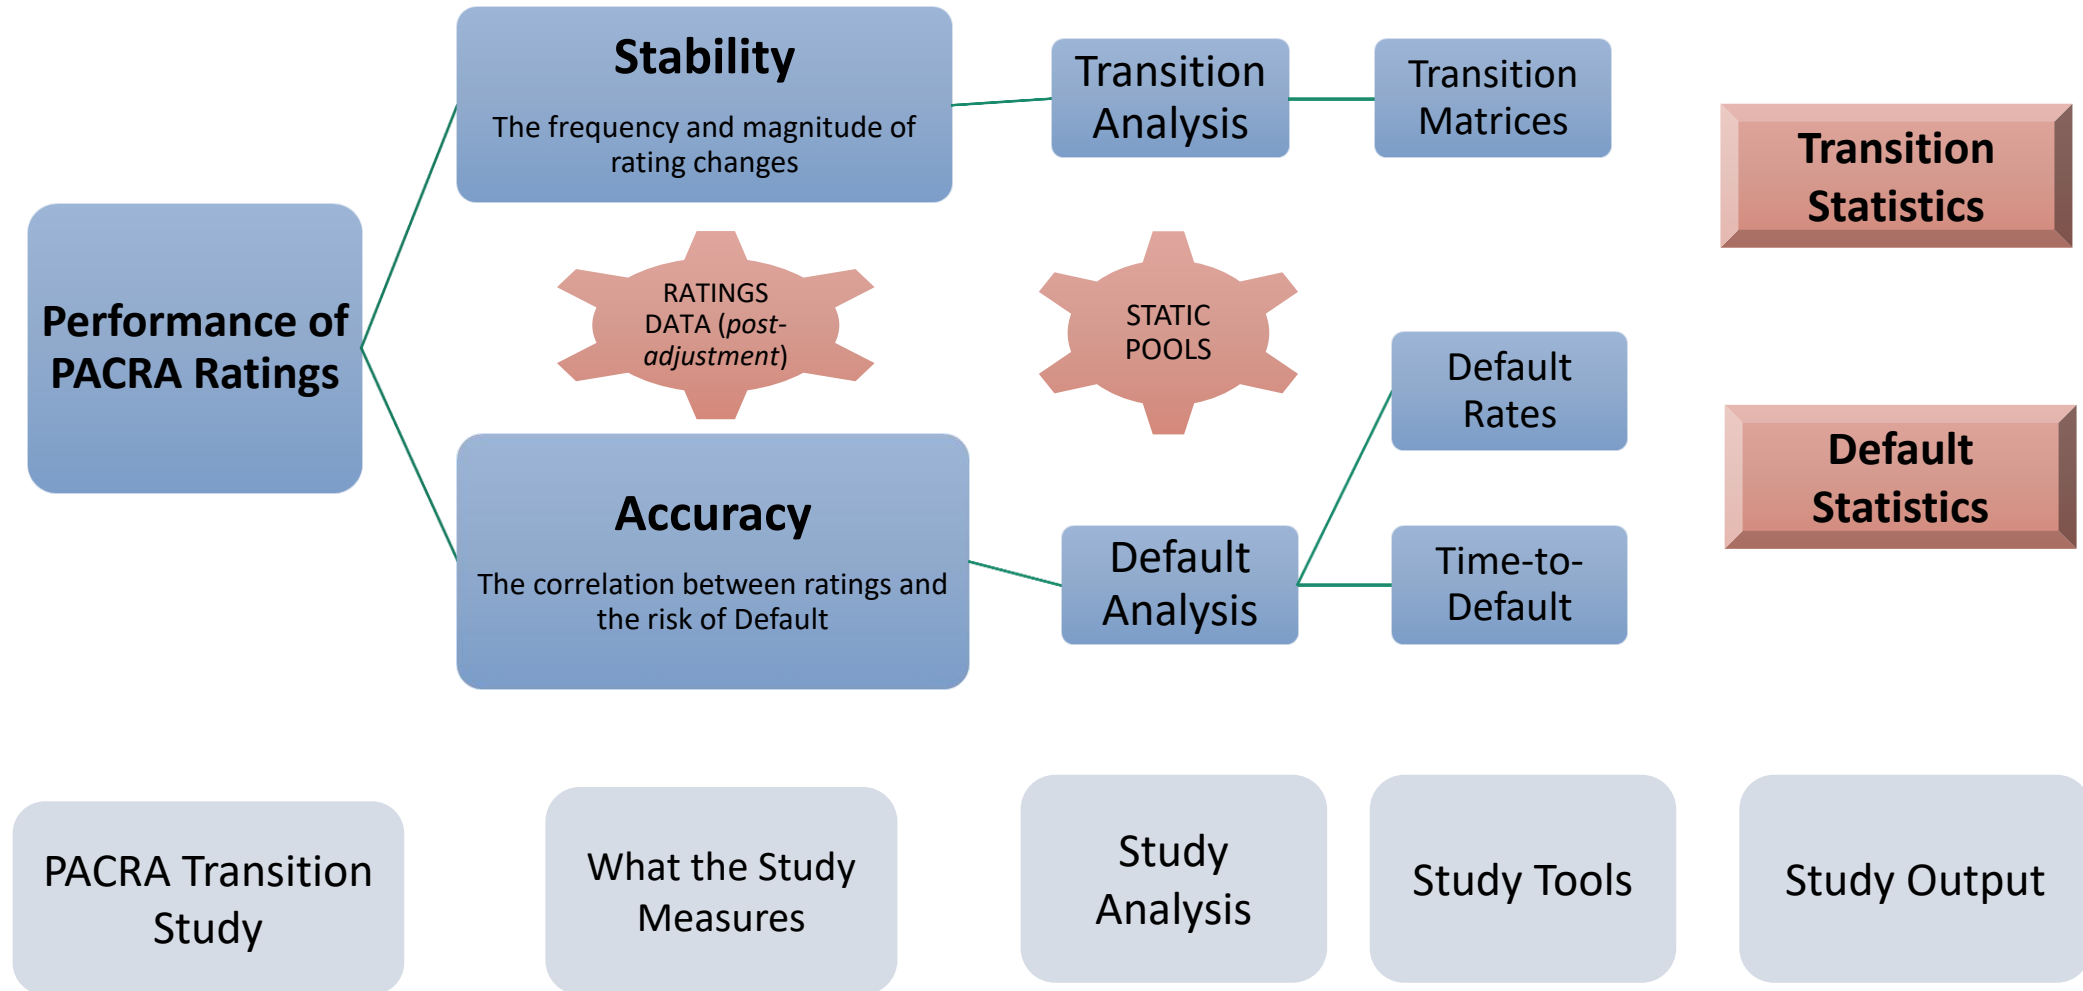 Performance of
PACRA Ratings
Stability
The frequency and magnitude of
rating changes
Transition
Analysis
Transition
Matrices
Transition
Statistics
RATINGS
DATA (post-
adjustment)
STATIC
POOLS
Accuracy
The correlation between ratings and
the risk of Default
Default
Analysis
Default
Rates
Time-to-
Default
Default
Statistics
PACRA Transition
Study
What the Study
Measures
Study
Analysis
Study Tools
Study Output